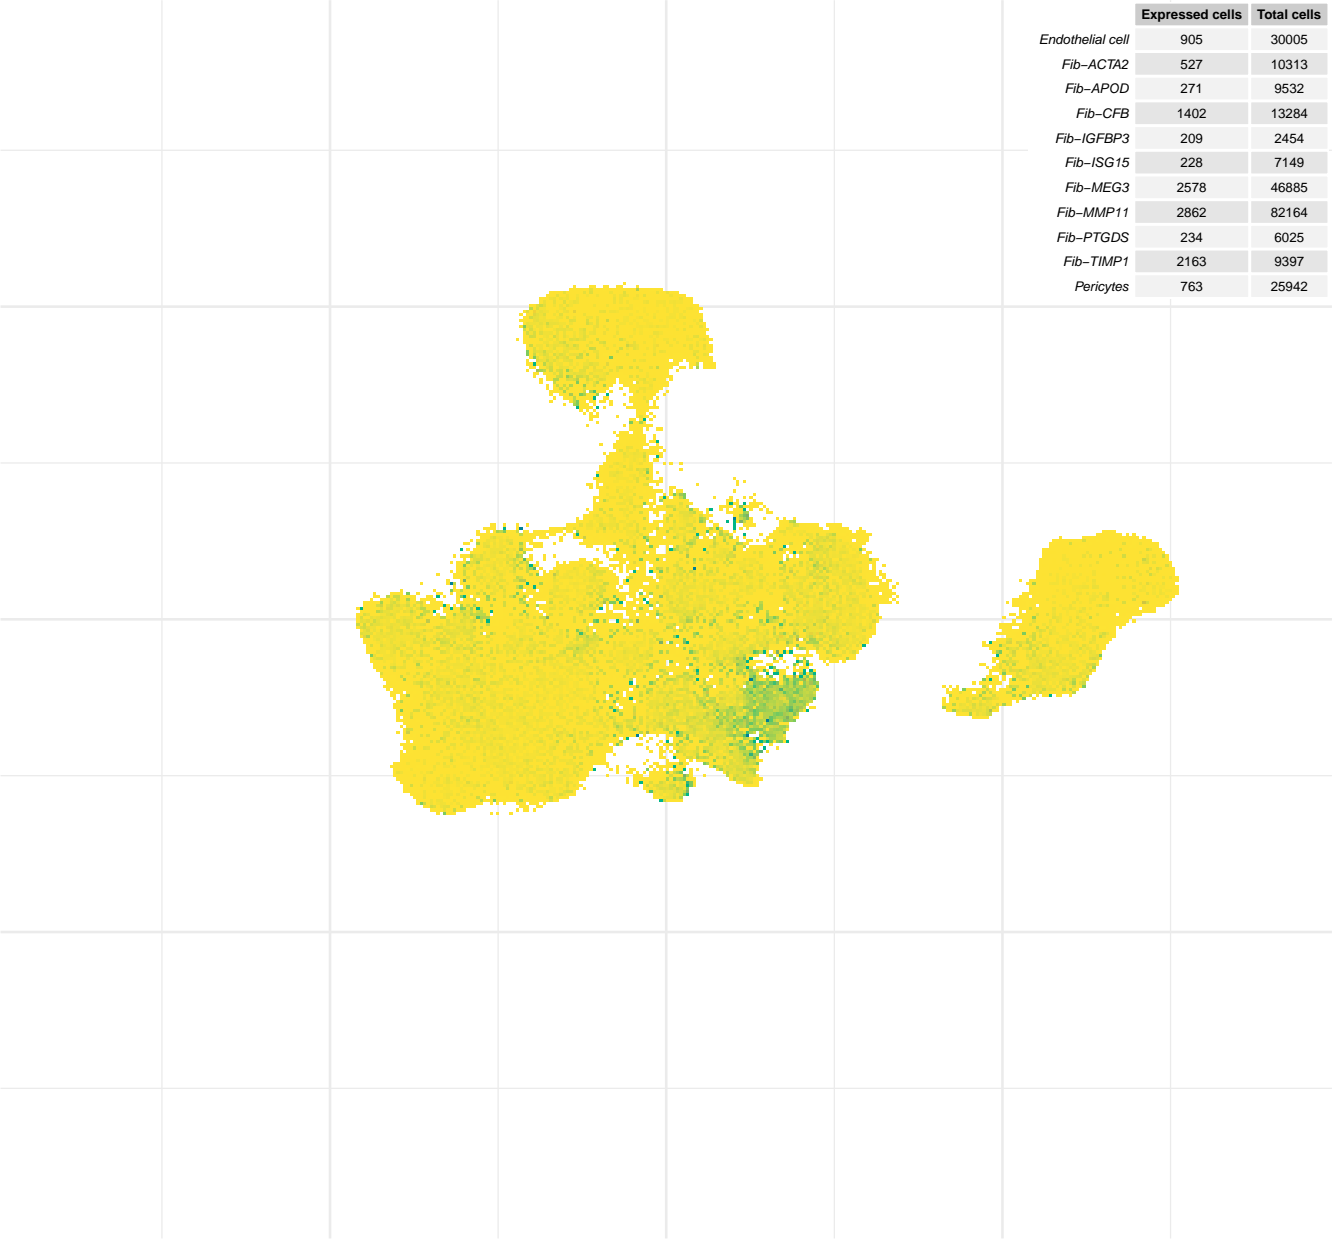 Expressed cells Total cells
Endothelial cell 905 30005
Fib−ACTA2 527 10313
Fib−APOD 271 9532
Fib−CFB 1402 13284
Fib−IGFBP3 209 2454
Fib−ISG15 228 7149
Fib−MEG3 2578 46885
Fib−MMP11 2862 82164
Fib−PTGDS 234 6025
Fib−TIMP1 2163 9397
Pericytes 763 25942